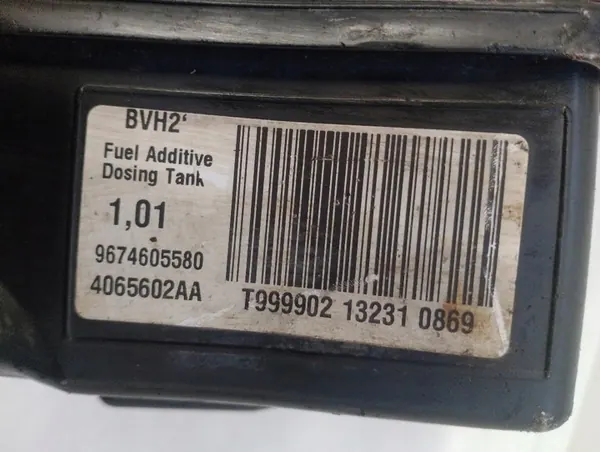 BVH2'
Fuel Additive
Dosing Tank
1,01
9674605580
4065602AA
T999902 13231 0869